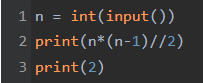 1 n = int(input())
2 print(n*(n-1)//2)
3 print(2)